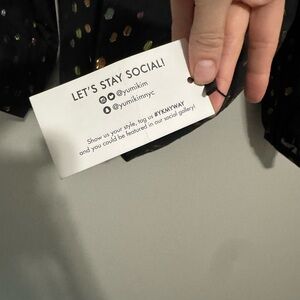 LET'S STAY SOCIAL!
@yumikim
@yumikimnyc
Show us your style, tag us #YKMYWAY
and you could be featured in our social gallery!